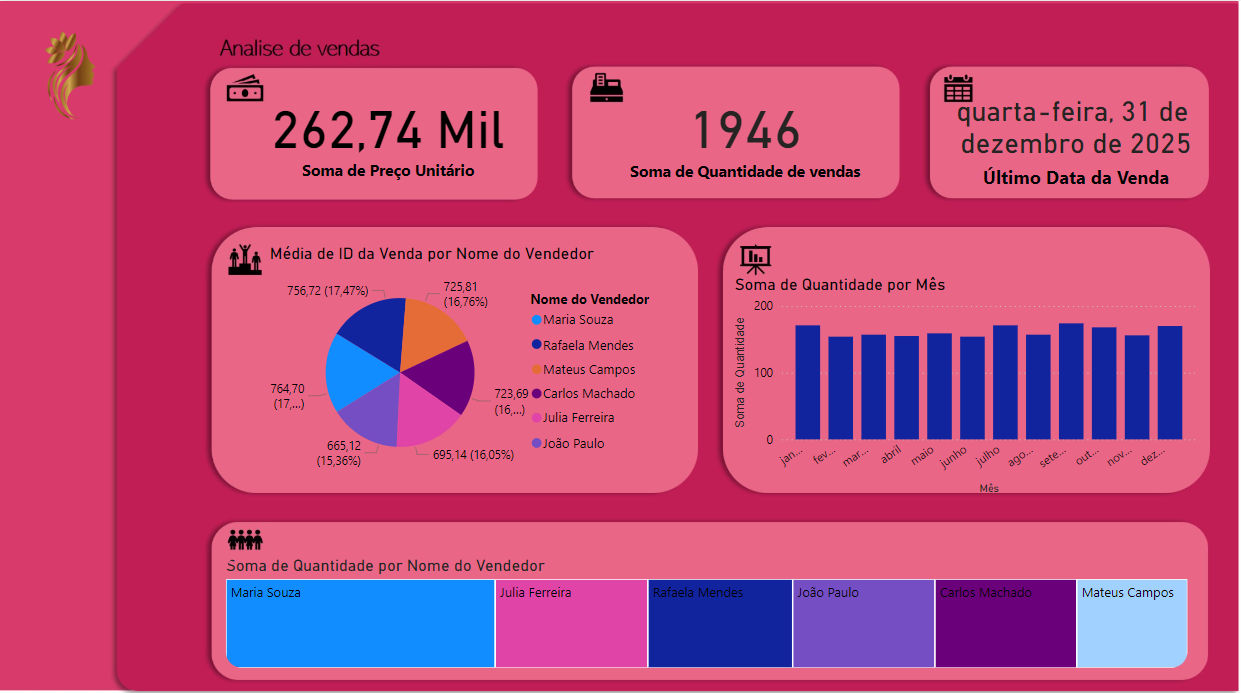 Analise de vendas
262,74 Mil
Soma de Preço Unitário
1946
Soma de Quantidade de vendas
quarta-feira, 31 de
dezembro de 2025
Último Data da Venda
Média de ID da Venda por Nome do Vendedor
756,72 (17,47%)
725,81
(16,76%)
764,70
(17,...)
723,69
(16,...)
665,12
(15,36%)
695,14 (16,05%)
Nome do Vendedor
Maria Souza
Rafaela Mendes
Mateus Campos
Carlos Machado
Julia Ferreira
João Paulo
Soma de Quantidade por Mês
Soma de Quantidade
200
100
0
jan...
fev...
mar...
abril
maio
junho
julho
ago...
sete...
out...
nov...
dez...
Mês
Soma de Quantidade por Nome do Vendedor
Maria Souza
Julia Ferreira
Rafaela Mendes
João Paulo
Carlos Machado
Mateus Campos